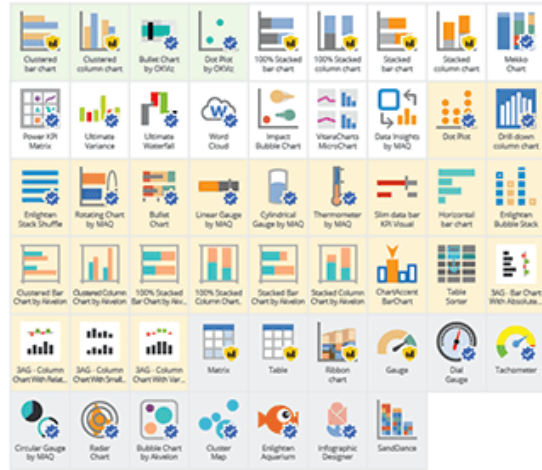 Clustered
bar chart
Clustered
column chart
Bullet Chart
by OKViz
Dot Plot
by OKViz
100% Stacked
bar chart
100% Stacked
column chart
Stacked
bar chart
Stacked
column chart
Mekko
Chart
Power KPI
Matrix
Ultimate
Variance
Ultimate
Waterfall
W
Word
Cloud
Impact
Bubble Chart
VitaraCharts
MicroChart
Data Insights
by MAQ
Dot Plot
Drill-down
column chart
Enlighten
Stack Shuffle
Rotating Chart
by MAQ
Bullet
Chart
Linear Gauge
by MAQ
Cylindrical
Gauge by MAQ
Thermometer
by MAQ
Slim data bar
KPI Visual
Horizontal
bar chart
Enlighten
Bubble Stack
Clustered Bar
Chart by Akvelon
Clustered Column
Chart by Akvelon
100% Stacked
Bar Chart by Akv...
100% Stacked
Column Chart...
Stacked Bar
Chart by Akvelon
Stacked Column
Chart by Akvelon
ChartAccent
BarChart
Table
Sorter
3AG - Bar Chart
With Absolute...
3AG - Column
Chart With Relat...
3AG - Column
Chart With Small...
3AG - Column
Chart With Var...
Matrix
Table
Ribbon
chart
Gauge
Dial
Gauge
Tachometer
Circular Gauge
by MAQ
Radar
Chart
Bubble Chart
by Akvelon
Cluster
Map
Enlighten
Aquarium
Infographic
Designer
SandDance